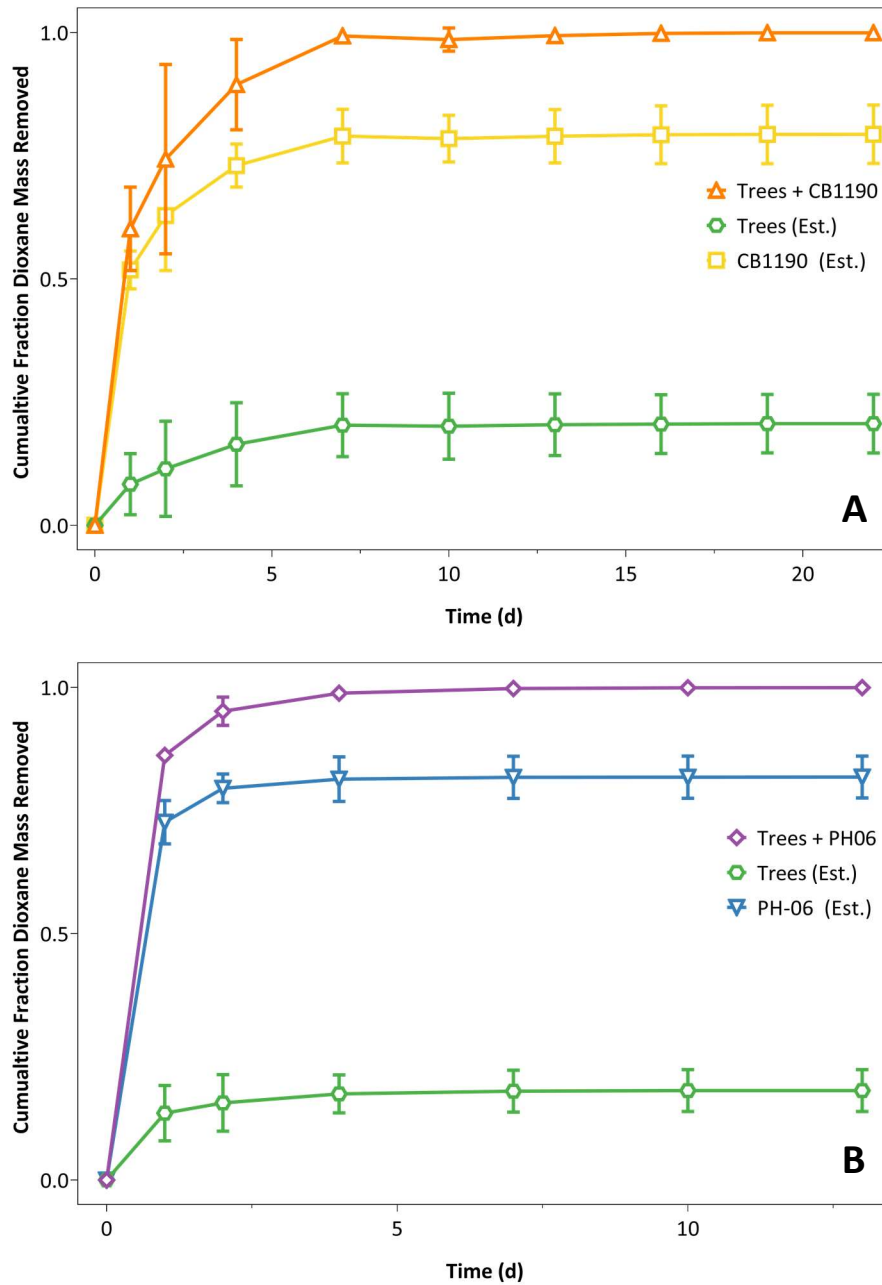 Cumualtive Fraction Dioxane Mass Removed
1.0
0.5
0.0
Trees + CB1190
Trees (Est.)
CB1190 (Est.)
A
0 5 10 15 20
Time (d)
Cumualtive Fraction Dioxane Mass Removed
1.0
0.5
0.0
Trees + PH06
Trees (Est.)
PH-06 (Est.)
B
0 5 10
Time (d)